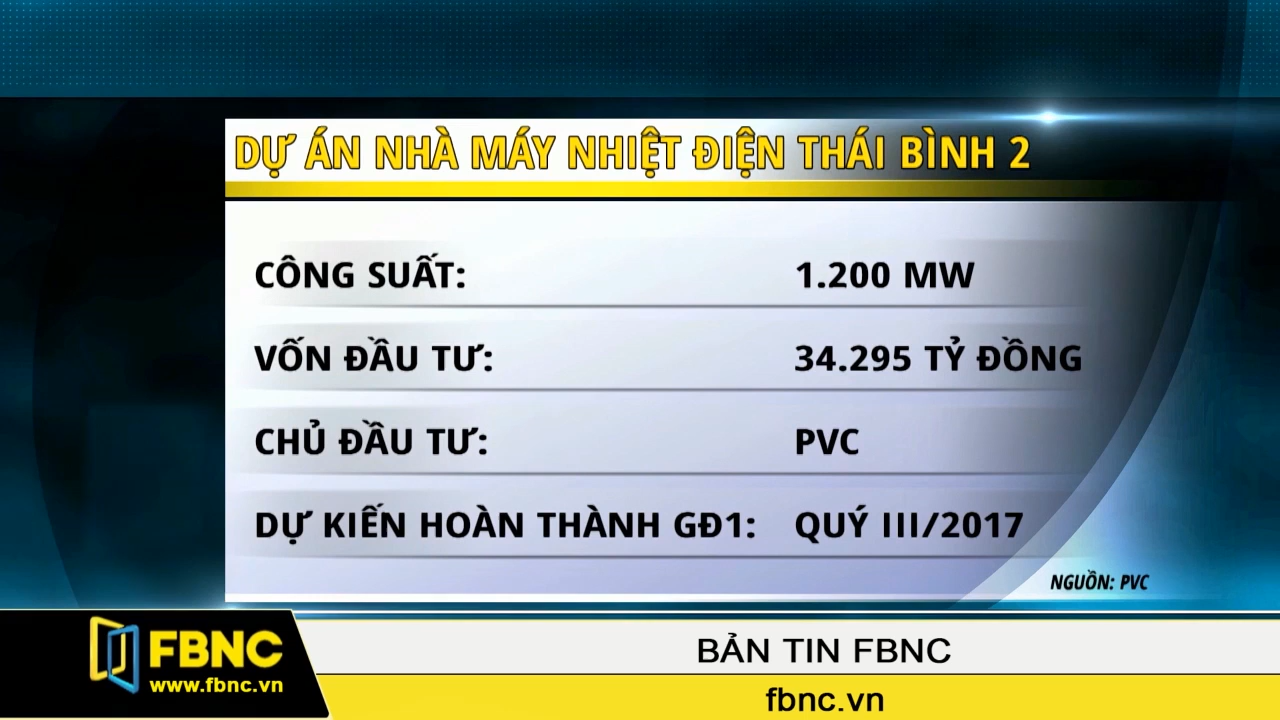 DỰ ÁN NHÀ MÁY NHIỆT ĐIỆN THÁI BÌNH 2
CÔNG SUẤT: 1.200 MW
VỐN ĐẦU TƯ: 34.295 TỶ ĐỒNG
CHỦ ĐẦU TƯ: PVC
DỰ KIẾN HOÀN THÀNH GĐ1: QUÝ III/2017
NGUỒN: PVC
FBNC
www.fbnc.vn
BẢN TIN FBNC
fbnc.vn